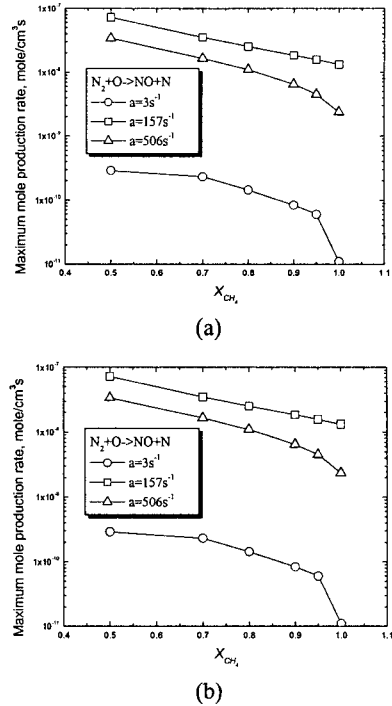 Maximum mole production rate, mole/cm³s
1x10⁻⁷
1x10⁻⁸
1x10⁻⁹
1x10⁻¹⁰
10⁻¹¹
N₂+O->NO+N
a=3s⁻¹
a=157s⁻¹
a=506s⁻¹
0.4 0.5 0.6 0.7 0.8 0.9 1.0 1.1
X_CH₄
(a)
Maximum mole production rate, mole/cm³s
1x10⁻⁷
1x10⁻⁸
1x10⁻⁹
1x10⁻¹⁰
10⁻¹¹
N₂+O->NO+N
a=3s⁻¹
a=157s⁻¹
a=506s⁻¹
0.4 0.5 0.6 0.7 0.8 0.9 1.0 1.1
X_CH₄
(b)